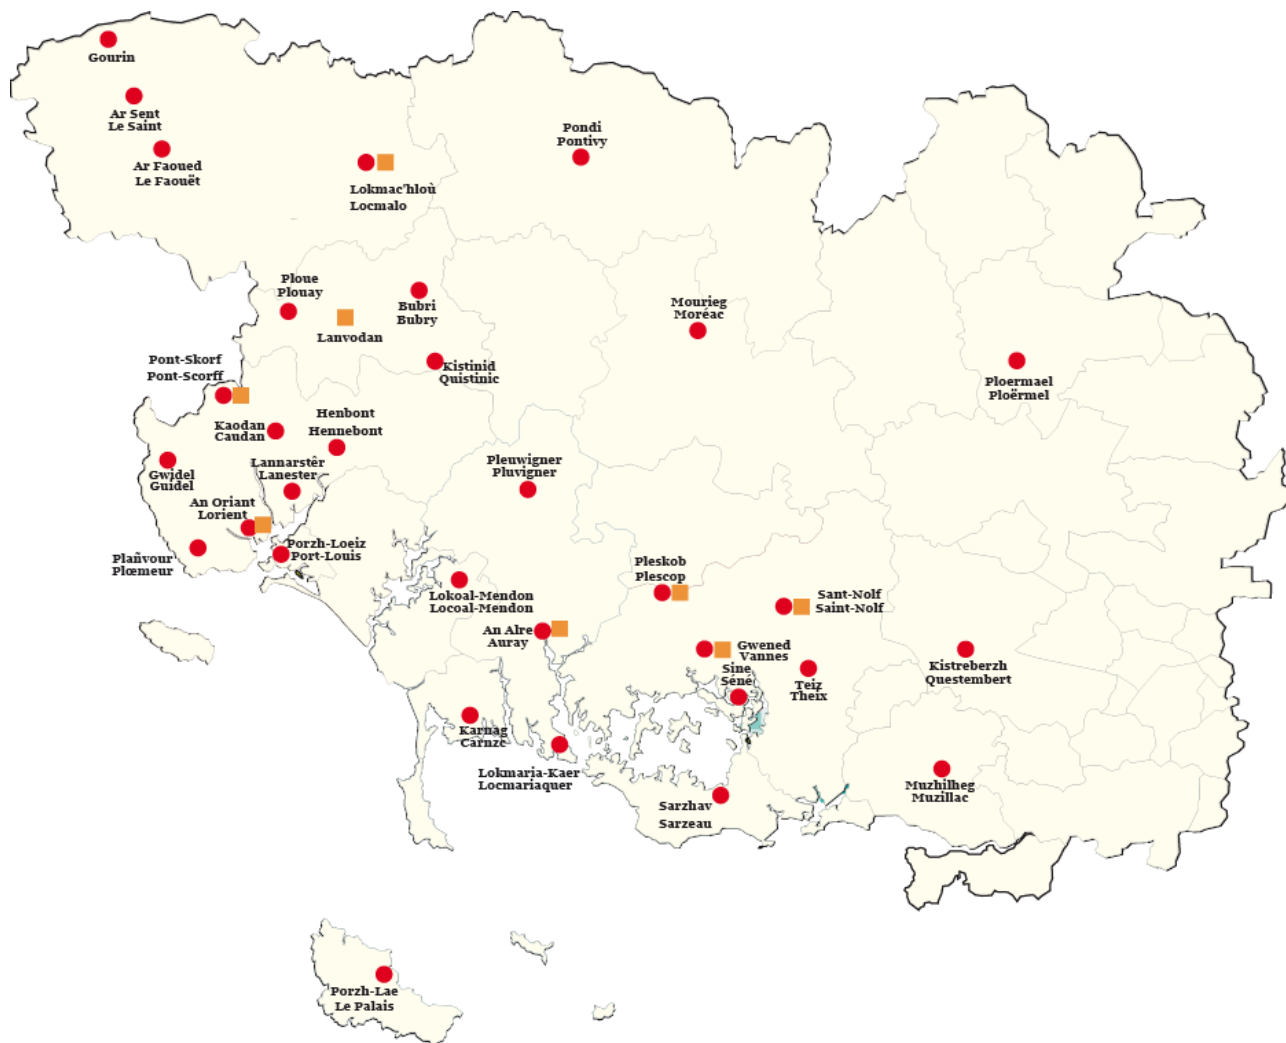 Gourin
Ar Sent
Le Saint
Ar Faoued
Le Faouët
Lokmac'hloù
Locmalo
Pondi
Pontivy
Ploue
Plouay
Bubri
Bubry
Lanvodan
Mourieg
Moréac
Kistinid
Quistinic
Pont-Skorf
Pont-Scorff
Ploermael
Ploërmel
Kaodan
Caudan
Henbont
Hennebont
Gwidel
Guidel
Lannarstêr
Lanester
Pleuwigner
Pluvigner
An Oriant
Lorient
Porzh-Loeiz
Port-Louis
Plañvour
Plœmeur
Pleskob
Plescop
Lokoal-Mendon
Locoal-Mendon
Sant-Nolf
Saint-Nolf
An Alre
Auray
Gwened
Vannes
Sine
Séné
Teiz
Theix
Kistreberzh
Questembert
Karnag
Carnzc
Lokmaria-Kaer
Locmariaquer
Muzhilheg
Muzillac
Sarzhav
Sarzeau
Porzh-Lae
Le Palais